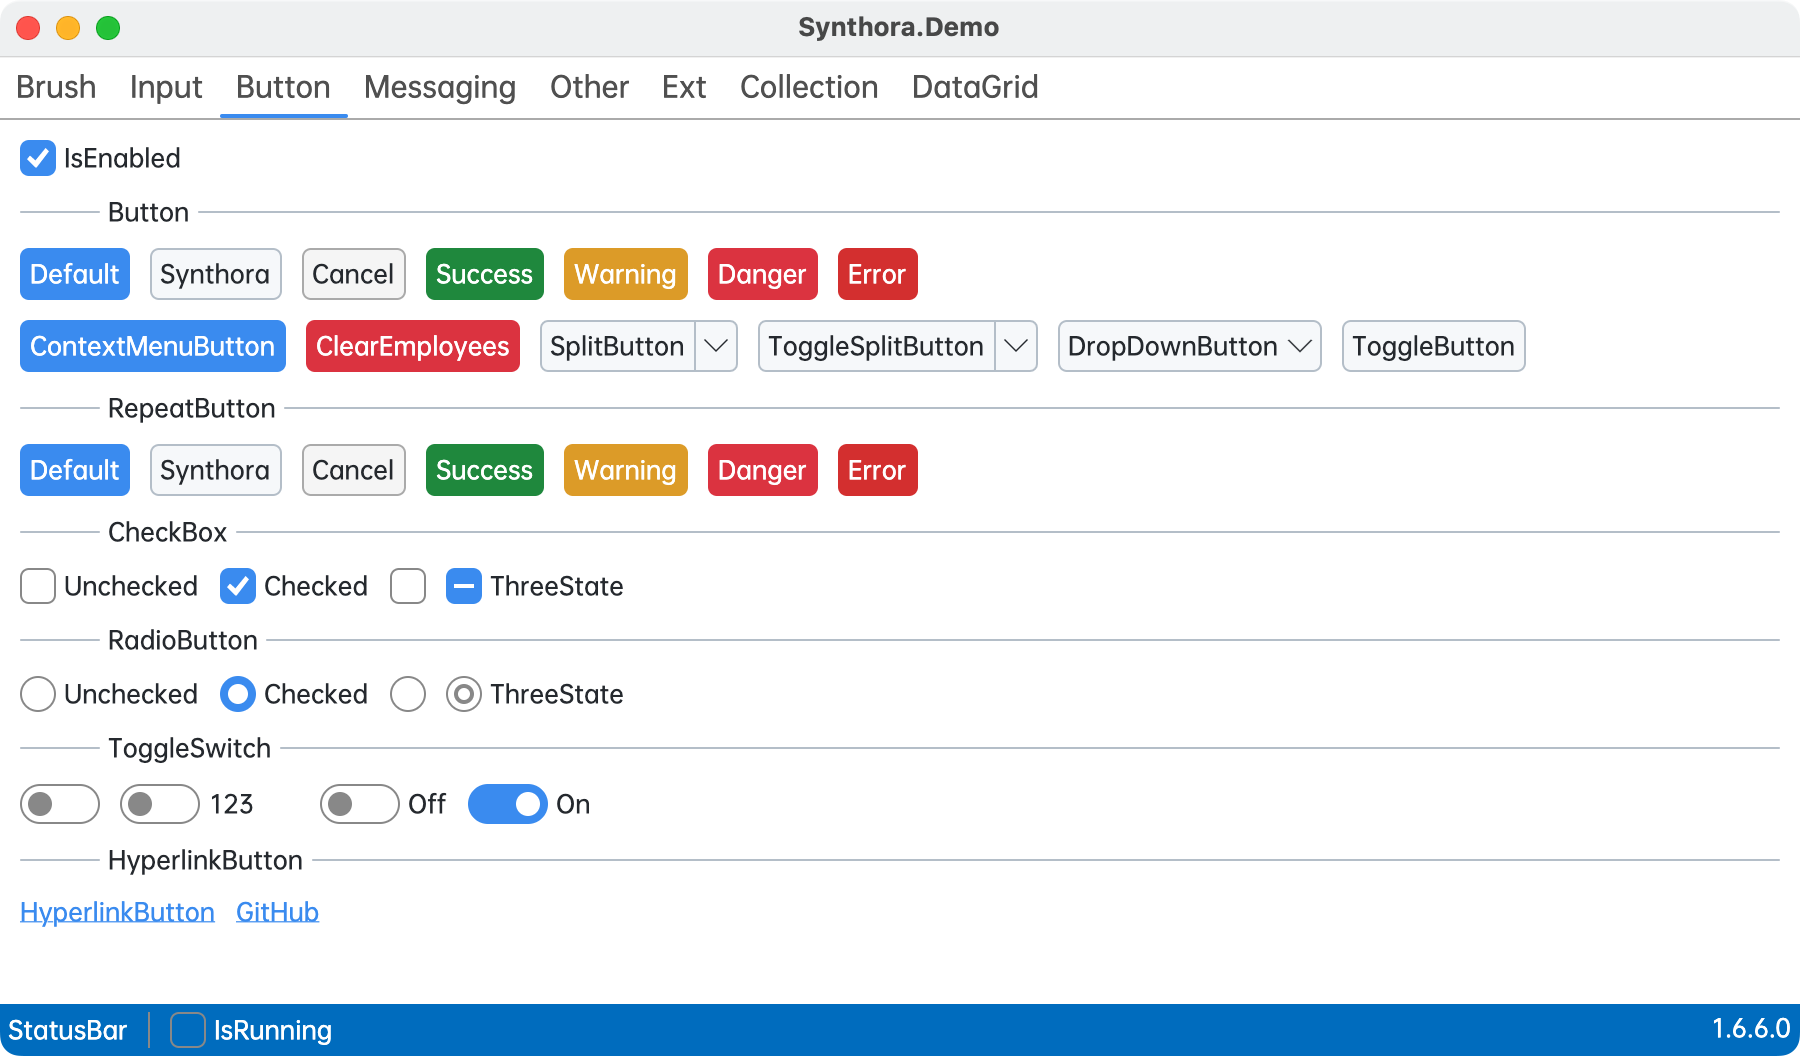 Synthora.Demo
Brush Input Button Messaging Other Ext Collection DataGrid
IsEnabled
Button
Default Synthora Cancel Success Warning Danger Error
ContextMenuButton ClearEmployees SplitButton ToggleSplitButton DropDownButton ToggleButton
RepeatButton
Default Synthora Cancel Success Warning Danger Error
CheckBox
Unchecked Checked ThreeState
RadioButton
Unchecked Checked ThreeState
ToggleSwitch
123 Off On
HyperlinkButton
HyperlinkButton GitHub
StatusBar IsRunning 1.6.6.0